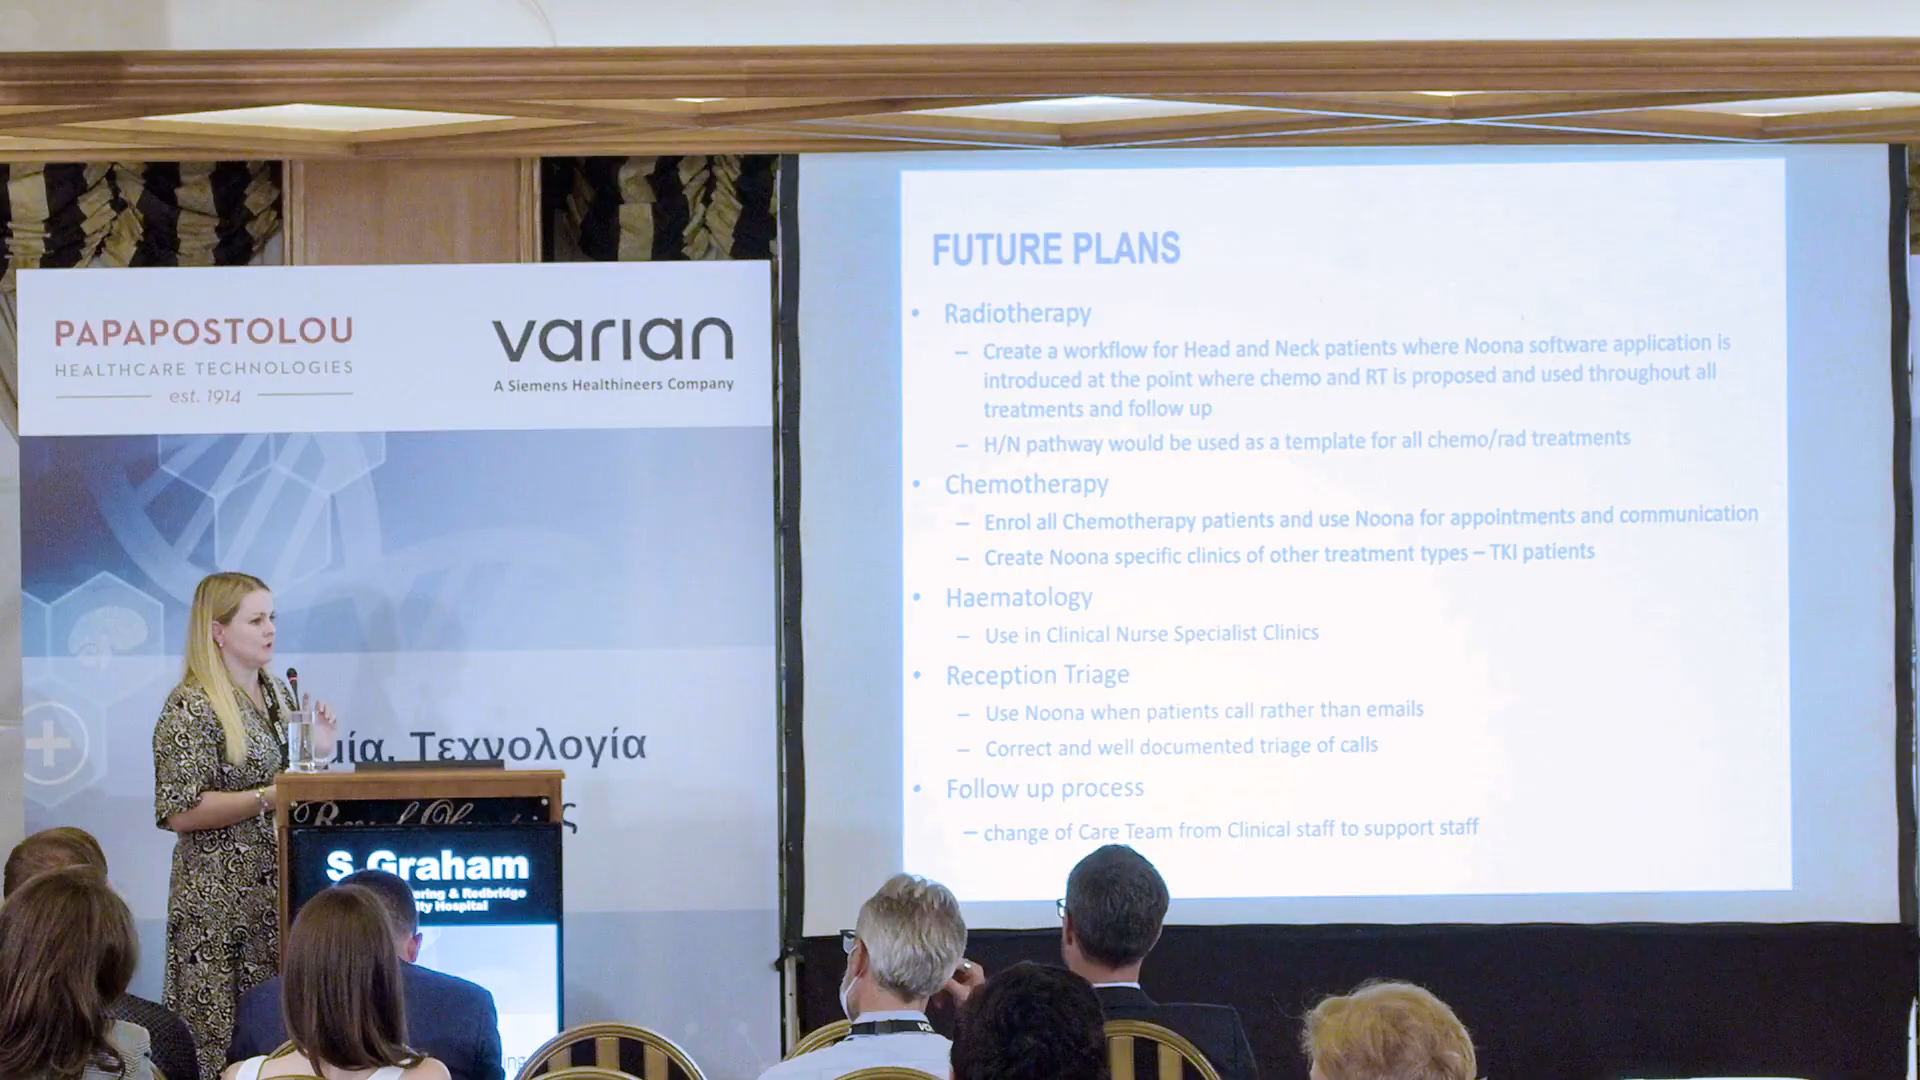 PAPAPOSTOLOU
HEALTHCARE TECHNOLOGIES
est. 1914
varian
A Siemens Healthineers Company
Τεχνολογία
S Graham
& Redbridge
Hospital
FUTURE PLANS
• Radiotherapy
– Create a workflow for Head and Neck patients where Noona software application is
introduced at the point where chemo and RT is proposed and used throughout all
treatments and follow up
– H/N pathway would be used as a template for all chemo/rad treatments
• Chemotherapy
– Enrol all Chemotherapy patients and use Noona for appointments and communication
– Create Noona specific clinics of other treatment types – TKI patients
• Haematology
– Use in Clinical Nurse Specialist Clinics
• Reception Triage
– Use Noona when patients call rather than emails
– Correct and well documented triage of calls
• Follow up process
– change of Care Team from Clinical staff to support staff